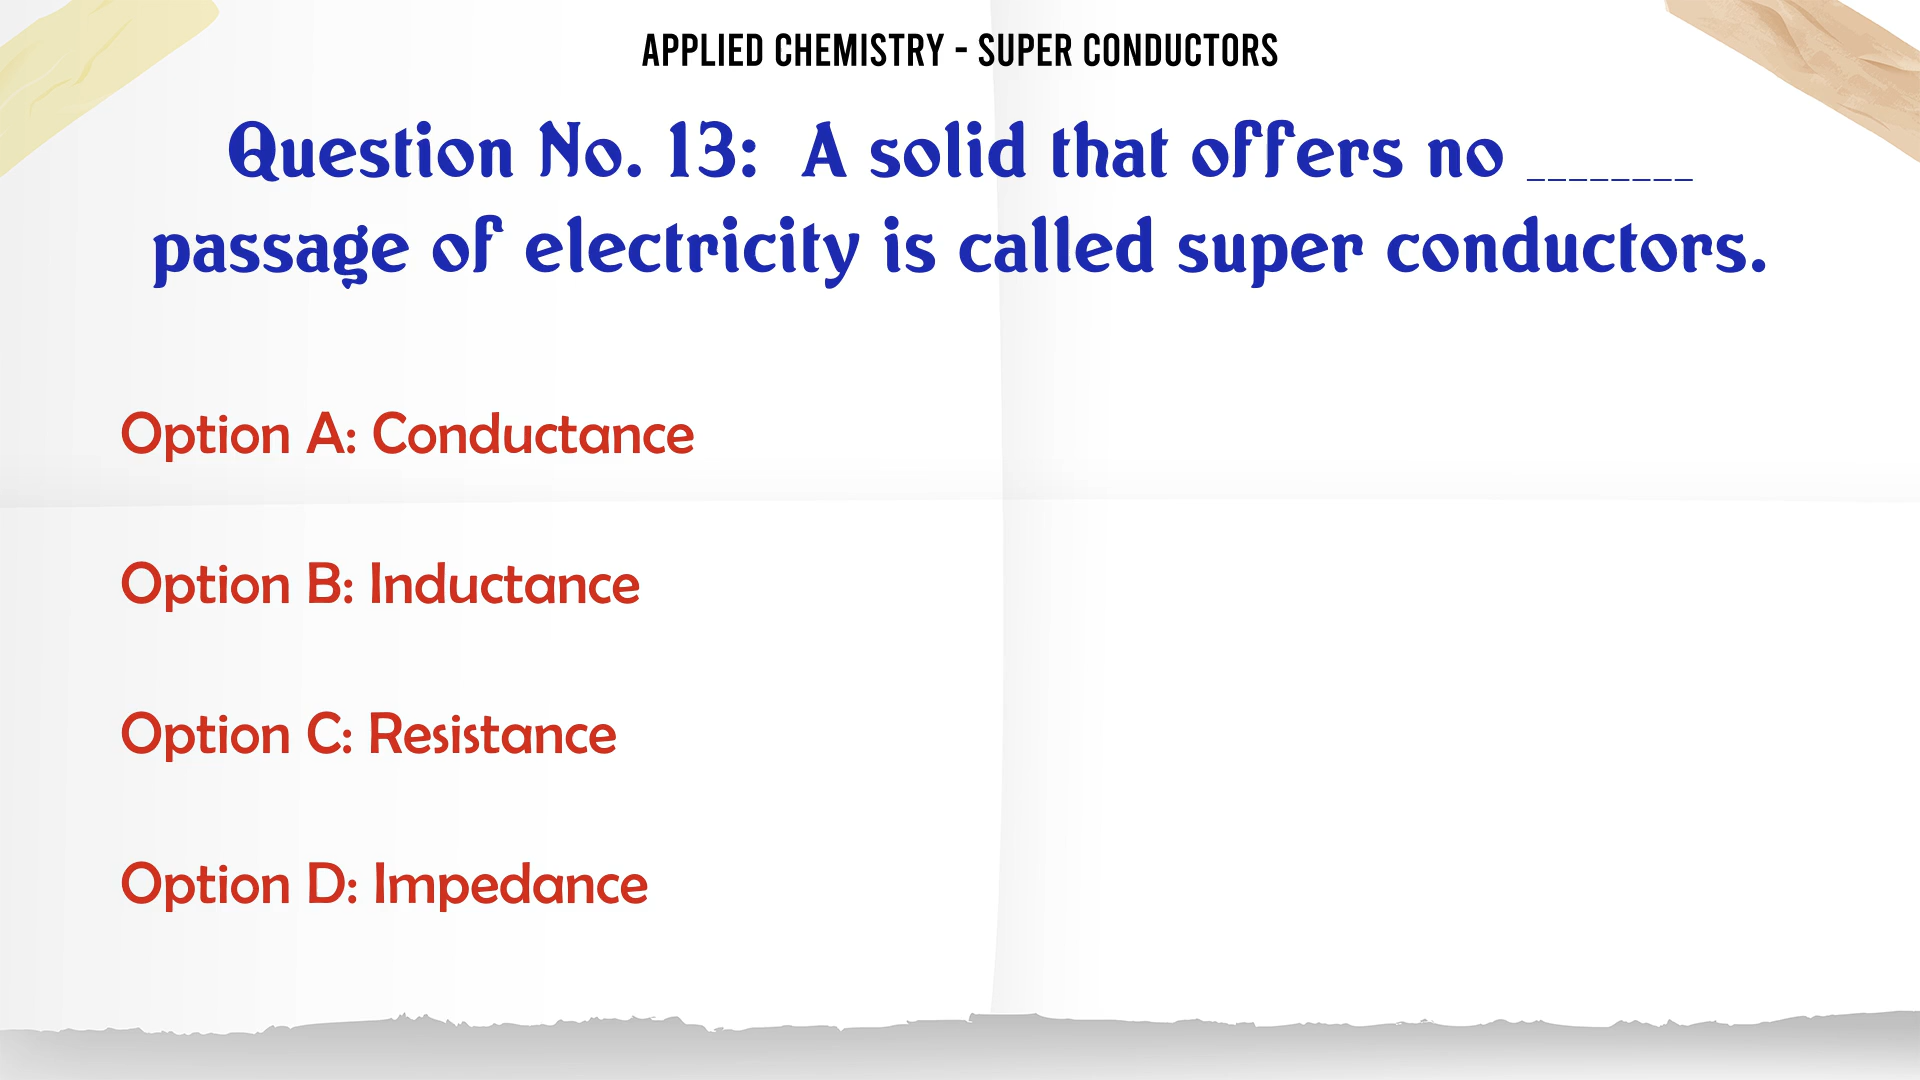 APPLIED CHEMISTRY - SUPER CONDUCTORS
Question No. 13:  A solid that offers no ________
passage of electricity is called super conductors.
Option A: Conductance
Option B: Inductance
Option C: Resistance
Option D: Impedance